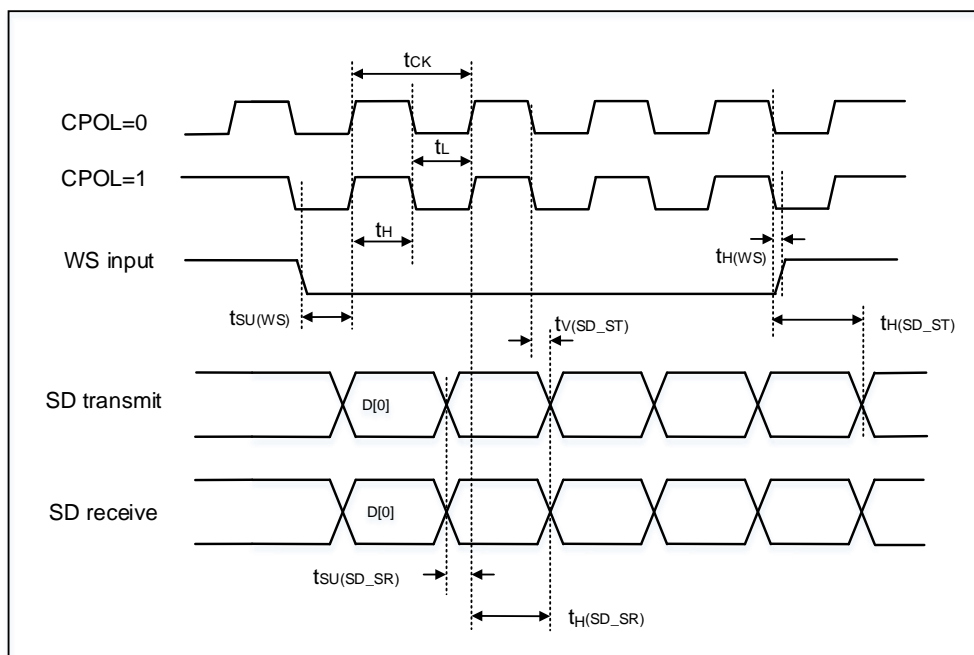 tCK
CPOL=0
tL
CPOL=1
tH
tH(WS)
WS input
tSU(WS)
tV(SD_ST)
tH(SD_ST)
SD transmit
D[0]
SD receive
D[0]
tSU(SD_SR)
tH(SD_SR)